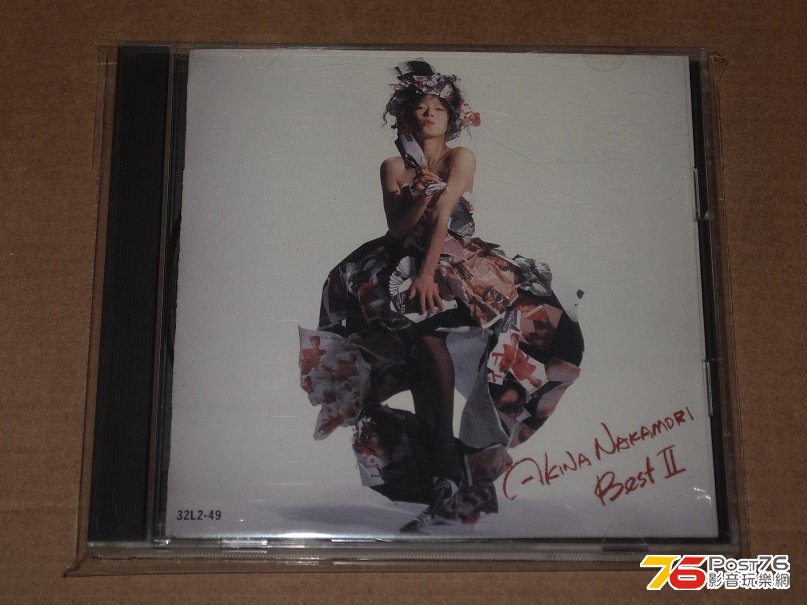 AKINA NAKAMORI
Best II
32L2-49
76 Post76
影音玩樂網